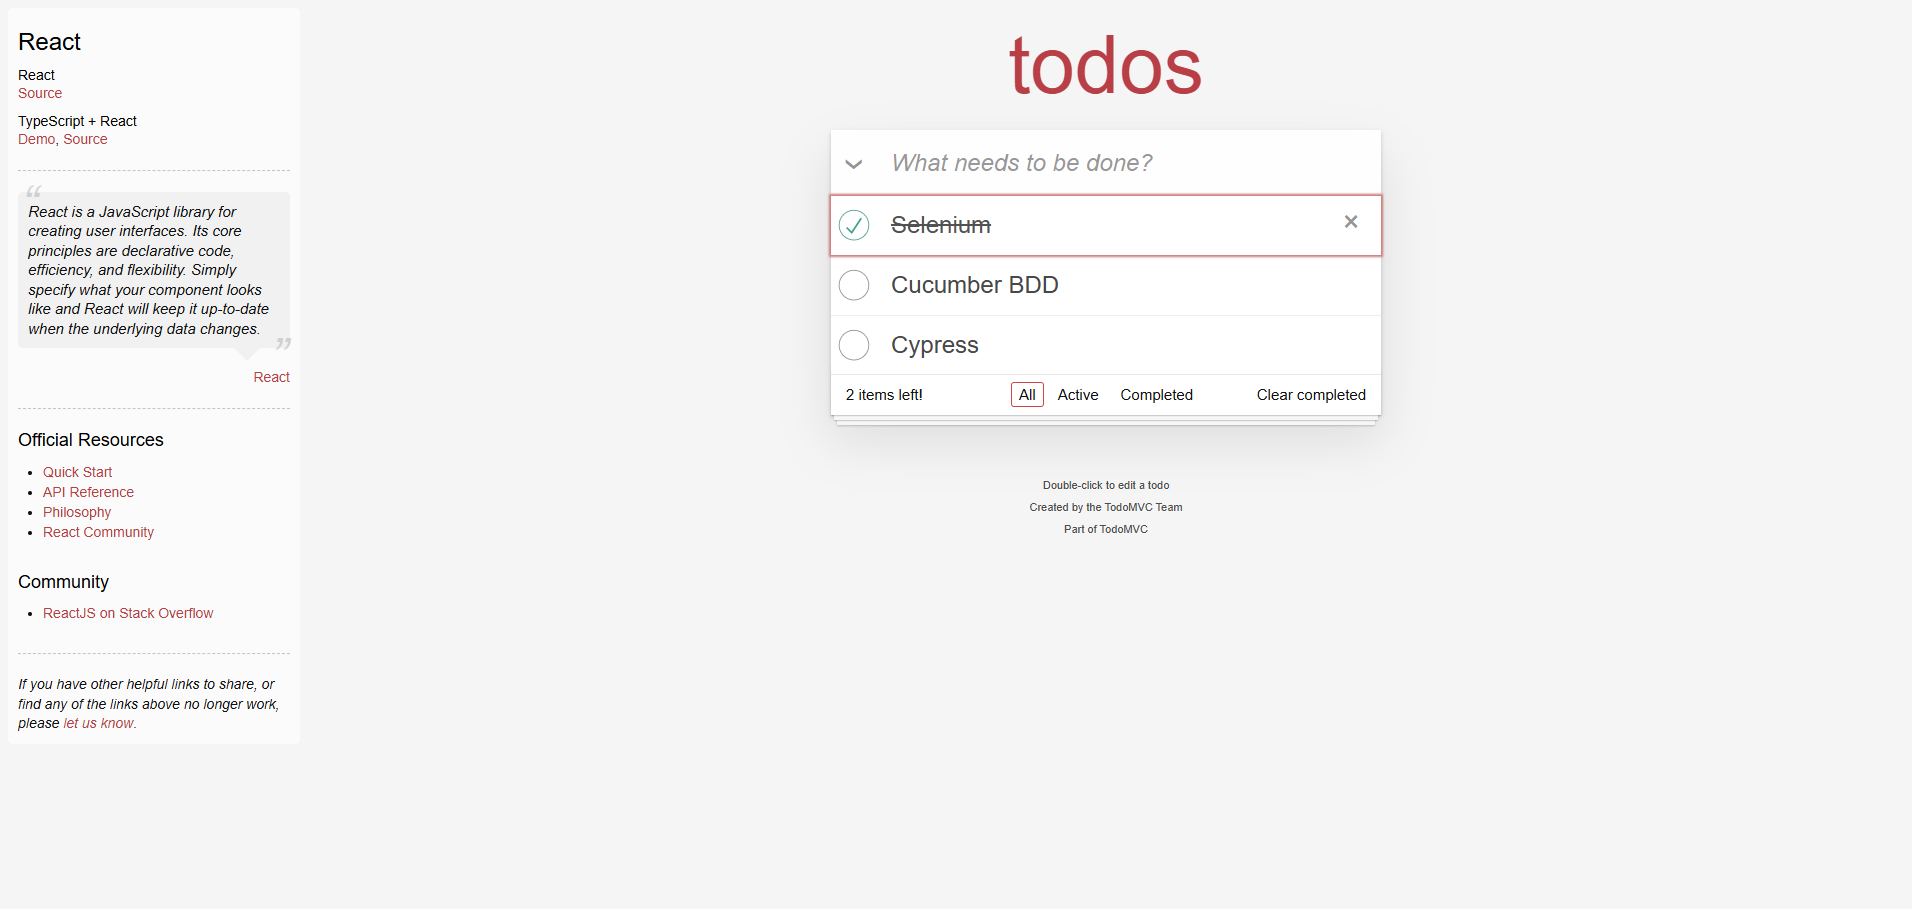 React
React
Source
TypeScript + React
Demo, Source
“
React is a JavaScript library for
creating user interfaces. Its core
principles are declarative code,
efficiency, and flexibility. Simply
specify what your component looks
like and React will keep it up-to-date
when the underlying data changes.
”
React
Official Resources
• Quick Start
• API Reference
• Philosophy
• React Community
Community
• ReactJS on Stack Overflow
If you have other helpful links to share, or
find any of the links above no longer work,
please let us know.
todos
What needs to be done?
Selenium
Cucumber BDD
Cypress
2 items left! All Active Completed Clear completed
Double-click to edit a todo
Created by the TodoMVC Team
Part of TodoMVC